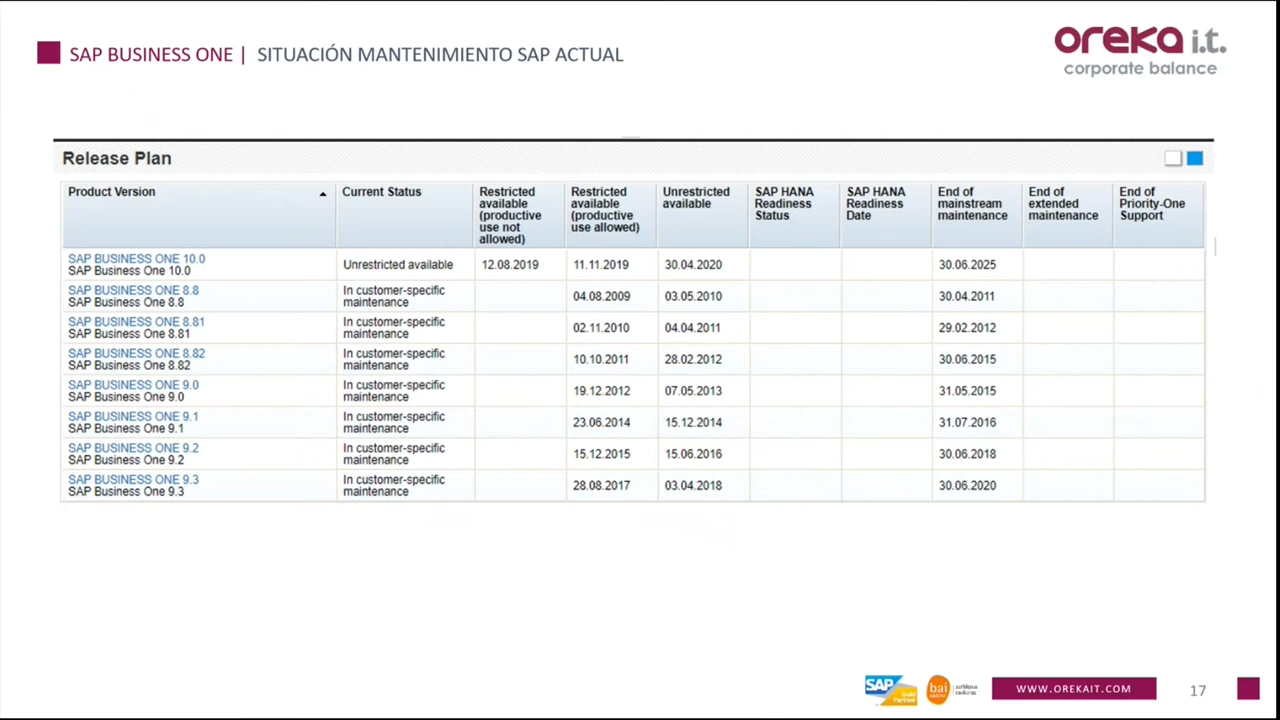 SAP BUSINESS ONE | SITUACIÓN MANTENIMIENTO SAP ACTUAL
oreka i.t.
corporate balance
Release Plan
Product Version
Current Status
Restricted
available
(productive
use not
allowed)
Restricted
available
(productive
use allowed)
Unrestricted
available
SAP HANA
Readiness
Status
SAP HANA
Readiness
Date
End of
mainstream
maintenance
End of
extended
maintenance
End of
Priority-One
Support
SAP BUSINESS ONE 10.0
SAP Business One 10.0
Unrestricted available
12.08.2019
11.11.2019
30.04.2020
30.06.2025
SAP BUSINESS ONE 8.8
SAP Business One 8.8
In customer-specific
maintenance
04.08.2009
03.05.2010
30.04.2011
SAP BUSINESS ONE 8.81
SAP Business One 8.81
In customer-specific
maintenance
02.11.2010
04.04.2011
29.02.2012
SAP BUSINESS ONE 8.82
SAP Business One 8.82
In customer-specific
maintenance
10.10.2011
28.02.2012
30.06.2015
SAP BUSINESS ONE 9.0
SAP Business One 9.0
In customer-specific
maintenance
19.12.2012
07.05.2013
31.05.2015
SAP BUSINESS ONE 9.1
SAP Business One 9.1
In customer-specific
maintenance
23.06.2014
15.12.2014
31.07.2016
SAP BUSINESS ONE 9.2
SAP Business One 9.2
In customer-specific
maintenance
15.12.2015
15.06.2016
30.06.2018
SAP BUSINESS ONE 9.3
SAP Business One 9.3
In customer-specific
maintenance
28.08.2017
03.04.2018
30.06.2020
SAP
Gold
Partner
bai
WWW.OREKAIT.COM
17